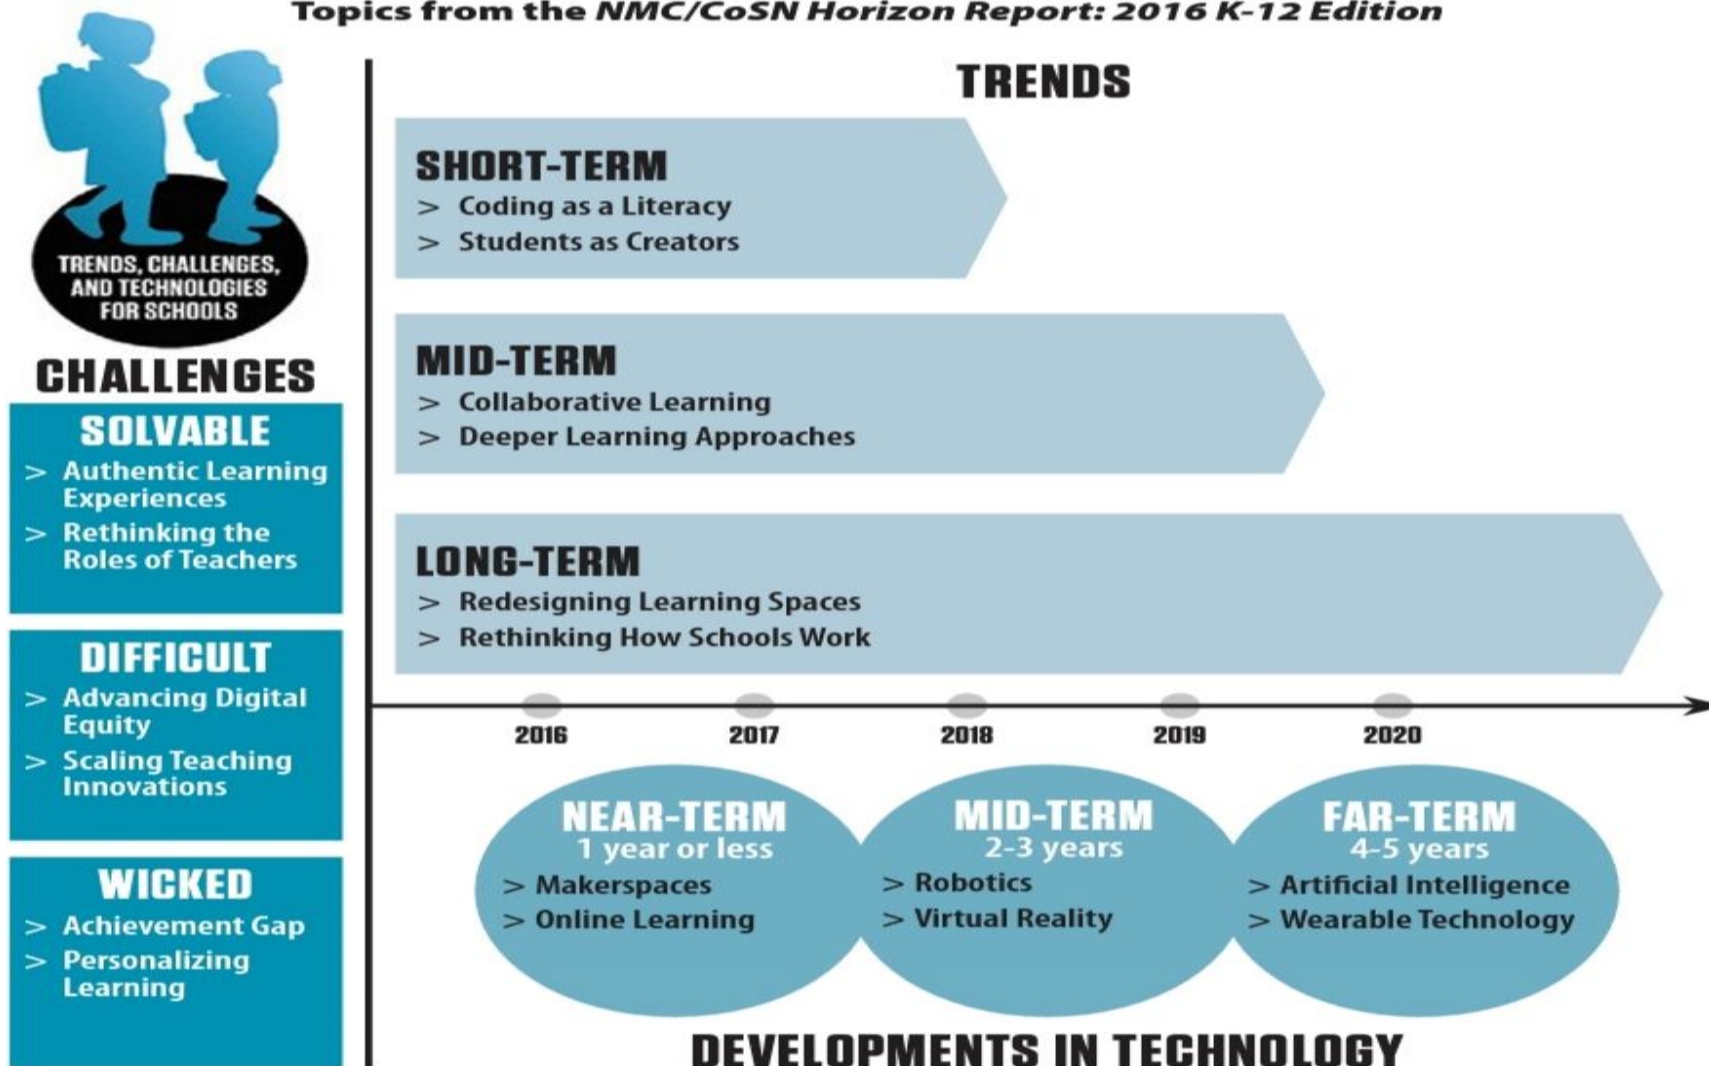 Topics from the NMC/CoSN Horizon Report: 2016 K-12 Edition
TRENDS, CHALLENGES,
AND TECHNOLOGIES
FOR SCHOOLS
CHALLENGES
SOLVABLE
> Authentic Learning
Experiences
> Rethinking the
Roles of Teachers
DIFFICULT
> Advancing Digital
Equity
> Scaling Teaching
Innovations
WICKED
> Achievement Gap
> Personalizing
Learning
TRENDS
SHORT-TERM
> Coding as a Literacy
> Students as Creators
MID-TERM
> Collaborative Learning
> Deeper Learning Approaches
LONG-TERM
> Redesigning Learning Spaces
> Rethinking How Schools Work
2016 2017 2018 2019 2020
NEAR-TERM
1 year or less
> Makerspaces
> Online Learning
MID-TERM
2-3 years
> Robotics
> Virtual Reality
FAR-TERM
4-5 years
> Artificial Intelligence
> Wearable Technology
DEVELOPMENTS IN TECHNOLOGY